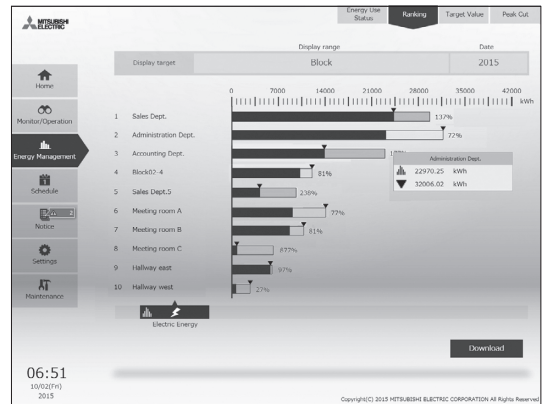 MITSUBISHI
ELECTRIC
Energy Use
Status
Ranking
Target Value
Peak Cut
Display range
Date
Display target
Block
2015
Home
Monitor/Operation
Energy Management
Schedule
Notice
2
Settings
Maintenance
0 7000 14000 21000 28000 35000 42000
kWh
1 Sales Dept. 137%
2 Administration Dept. 72%
3 Accounting Dept.
4 Block02-4 81%
5 Sales Dept.S 238%
6 Meeting room A 77%
7 Meeting room B 81%
8 Meeting room C 877%
9 Hallway east 97%
10 Hallway west 27%
Administration Dept.
22970.25 kWh
32006.02 kWh
Electric Energy
Download
06:51
10/02(Fri)
2015
Copyright(C) 2015 MITSUBISHI ELECTRIC CORPORATION All Rights Reserved